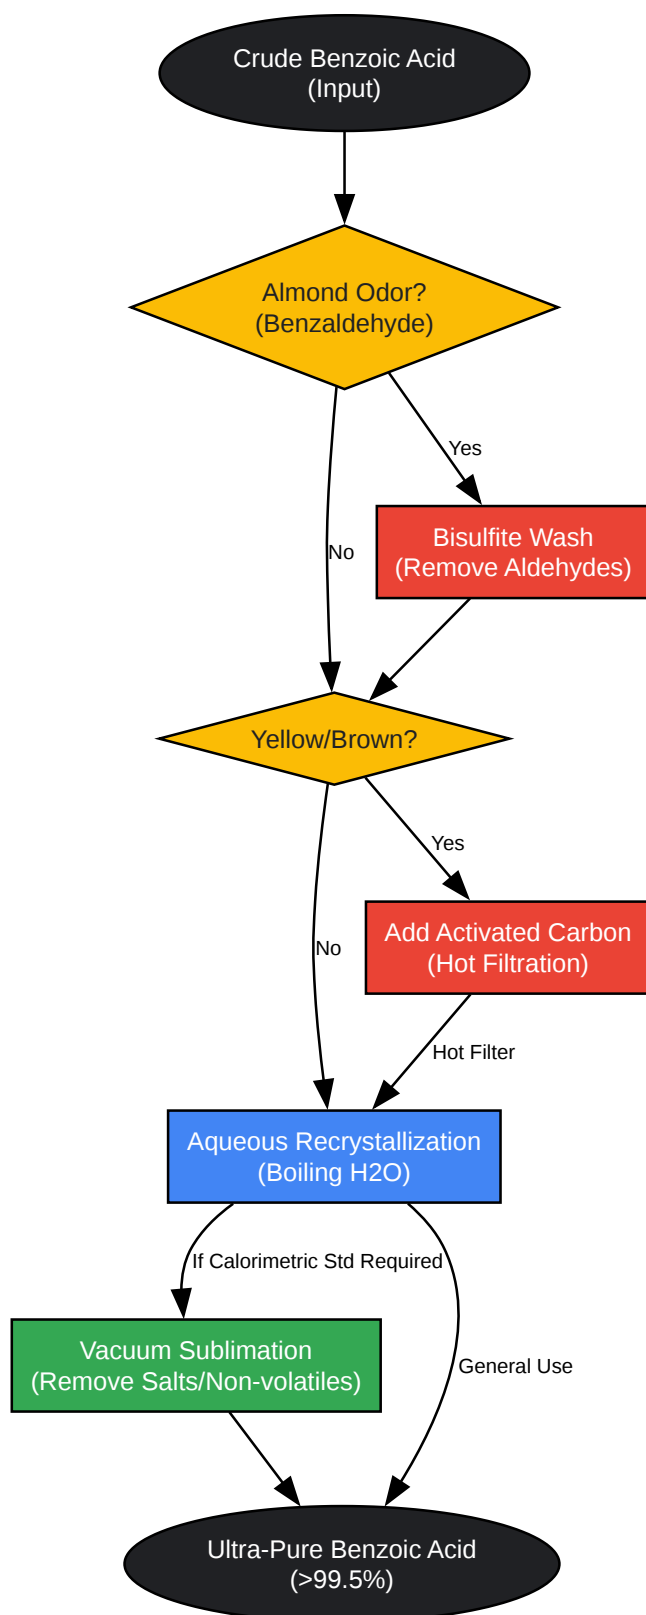 Crude Benzoic Acid
(Input)
Almond Odor?
(Benzaldehyde)
Yes
Bisulfite Wash
(Remove Aldehydes)
No
Yellow/Brown?
Yes
Add Activated Carbon
(Hot Filtration)
No
Hot Filter
Aqueous Recrystallization
(Boiling H2O)
If Calorimetric Std Required
Vacuum Sublimation
(Remove Salts/Non-volatiles)
General Use
Ultra-Pure Benzoic Acid
(>99.5%)